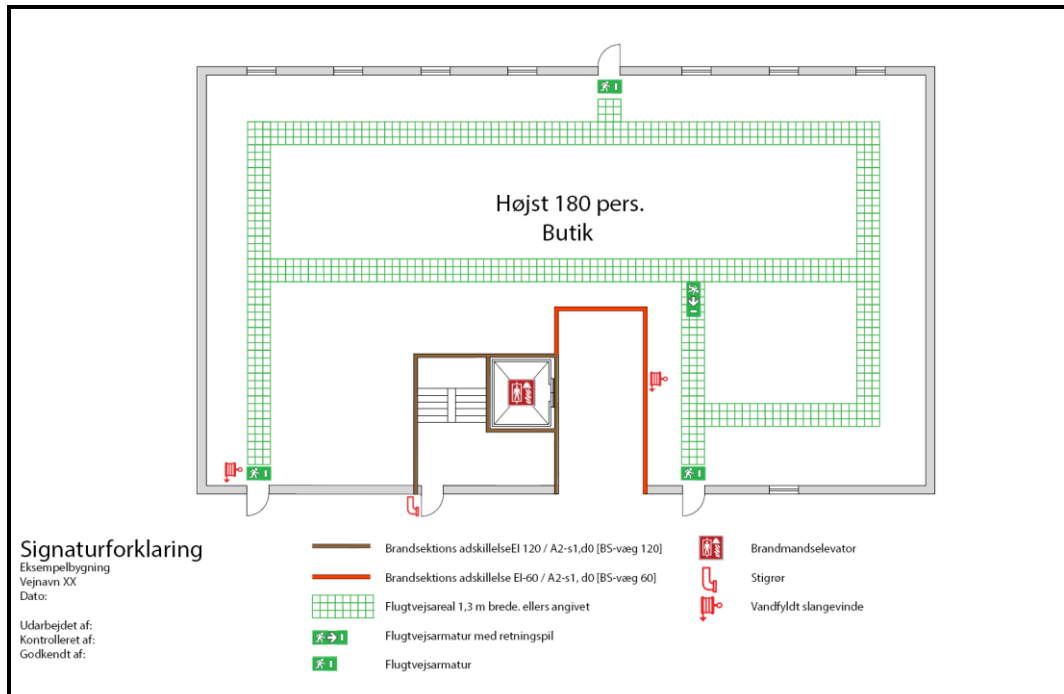 Højst 180 pers.
Butik
Signaturforklaring
Eksempelbygning
Vejnavn XX
Dato:
Udarbejdet af:
Kontrolleret af:
Godkendt af:
Brandsektions adskillelseEI 120 / A2-s1,d0 [BS-væg 120]
Brandsektions adskillelse EI-60 / A2-s1, d0 [BS-væg 60]
Flugtvejsareal 1,3 m brede. ellers angivet
Flugtvejsarmatur med retningspil
Flugtvejsarmatur
Brandmandselevator
Stigrør
Vandfyldt slangevinde